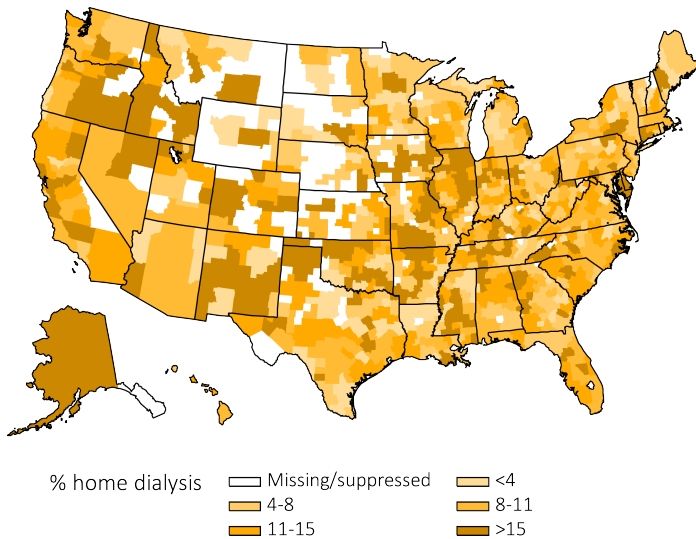 % home dialysis
Missing/suppressed
<4
4-8
8-11
11-15
>15